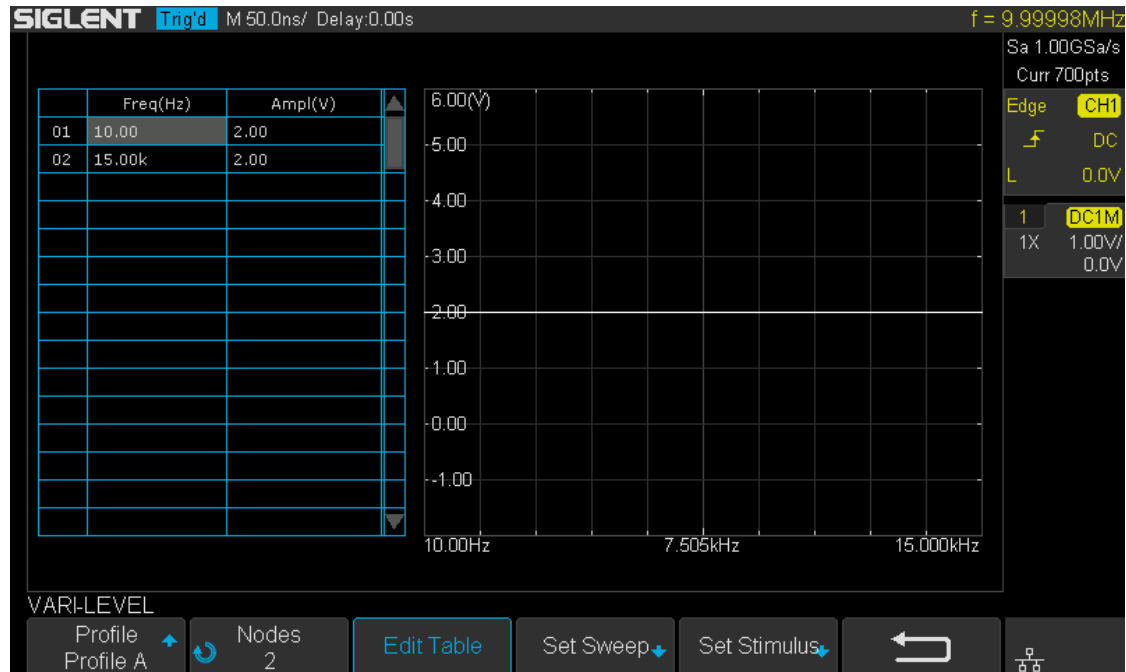 SIGLENT Trig'd M 50.0ns/ Delay:0.00s f = 9.99998MHz
Sa 1.00GSa/s
Curr 700pts
Edge CH1
DC
L 0.0V
1 DC1M
1X 1.00V/
0.0V
Freq(Hz) Ampl(V)
01 10.00 2.00
02 15.00k 2.00
6.00(V)
5.00
4.00
3.00
2.00
1.00
0.00
-1.00
10.00Hz 7.505kHz 15.000kHz
VARI-LEVEL
Profile
Profile A
Nodes
2
Edit Table
Set Sweep
Set Stimulus